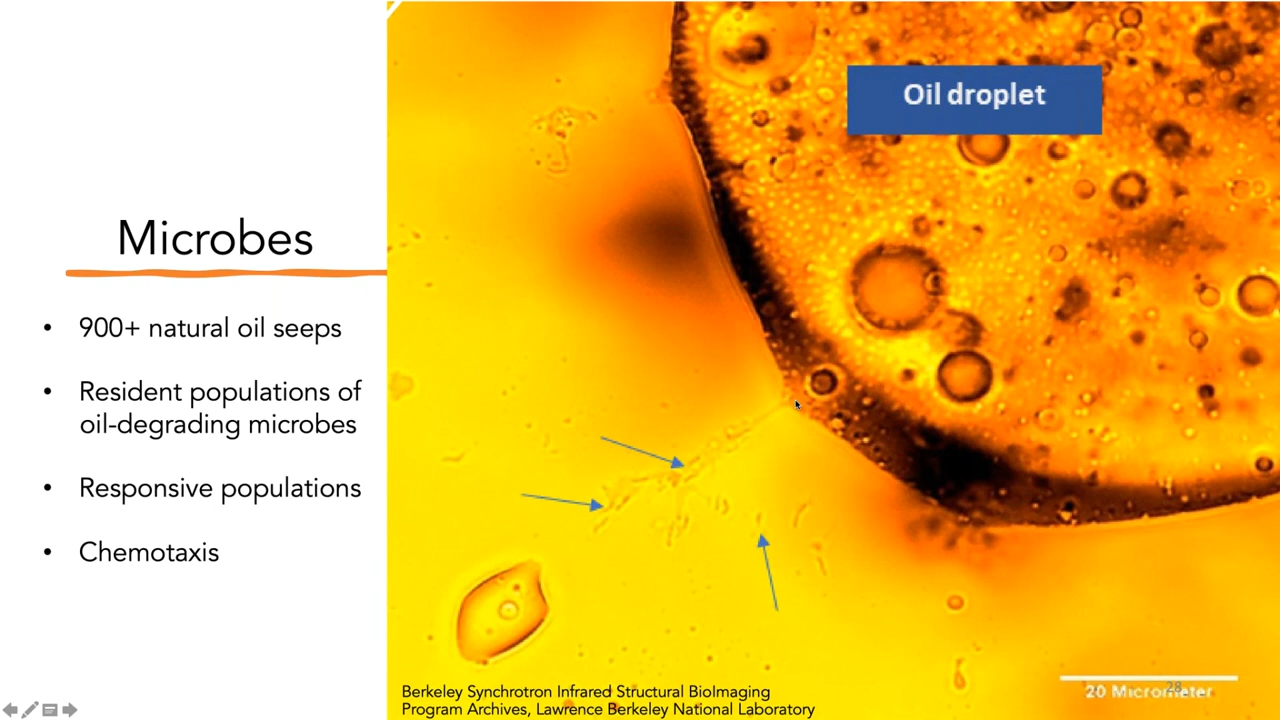 Microbes
• 900+ natural oil seeps
• Resident populations of
oil-degrading microbes
• Responsive populations
• Chemotaxis
Oil droplet
20 Micrometer
28
Berkeley Synchrotron Infrared Structural BioImaging
Program Archives, Lawrence Berkeley National Laboratory